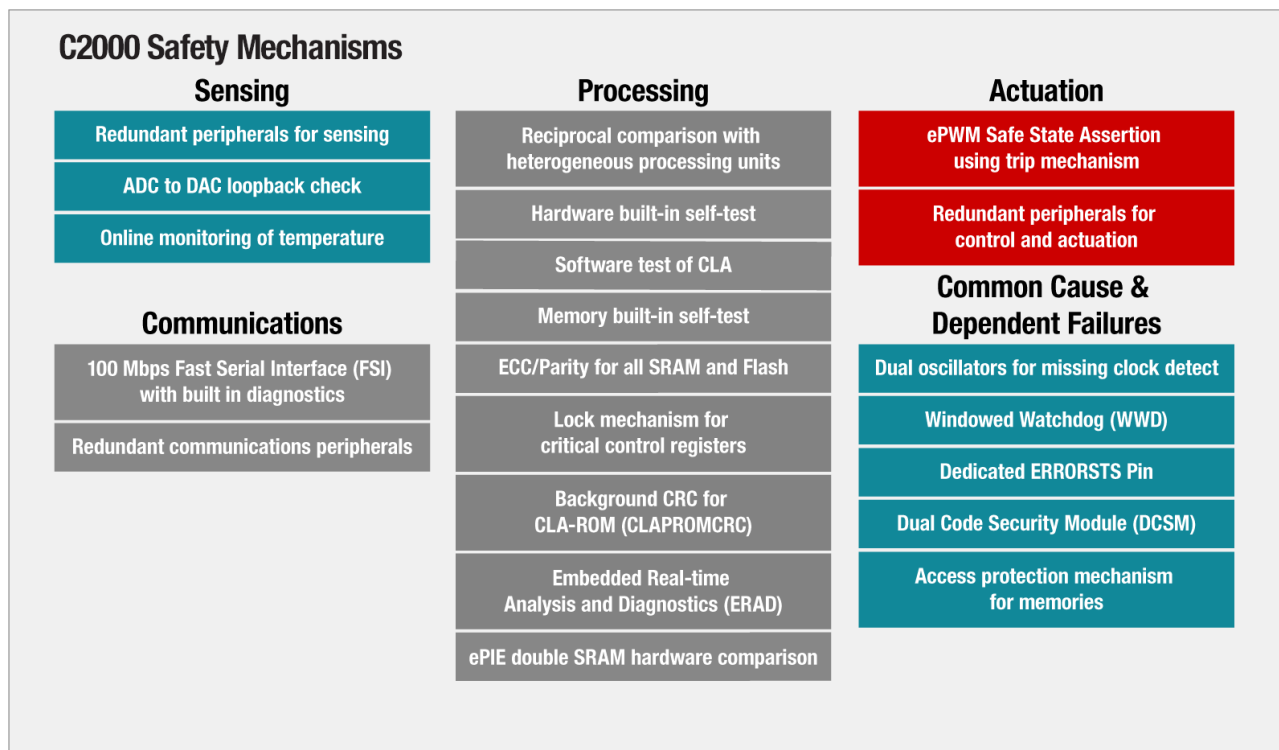 C2000 Safety Mechanisms
Sensing
Redundant peripherals for sensing
ADC to DAC loopback check
Online monitoring of temperature
Communications
100 Mbps Fast Serial Interface (FSI)
with built in diagnostics
Redundant communications peripherals
Processing
Reciprocal comparison with
heterogeneous processing units
Hardware built-in self-test
Software test of CLA
Memory built-in self-test
ECC/Parity for all SRAM and Flash
Lock mechanism for
critical control registers
Background CRC for
CLA-ROM (CLAPROMCRC)
Embedded Real-time
Analysis and Diagnostics (ERAD)
ePIE double SRAM hardware comparison
Actuation
ePWM Safe State Assertion
using trip mechanism
Redundant peripherals for
control and actuation
Common Cause &
Dependent Failures
Dual oscillators for missing clock detect
Windowed Watchdog (WWD)
Dedicated ERRORSTS Pin
Dual Code Security Module (DCSM)
Access protection mechanism
for memories